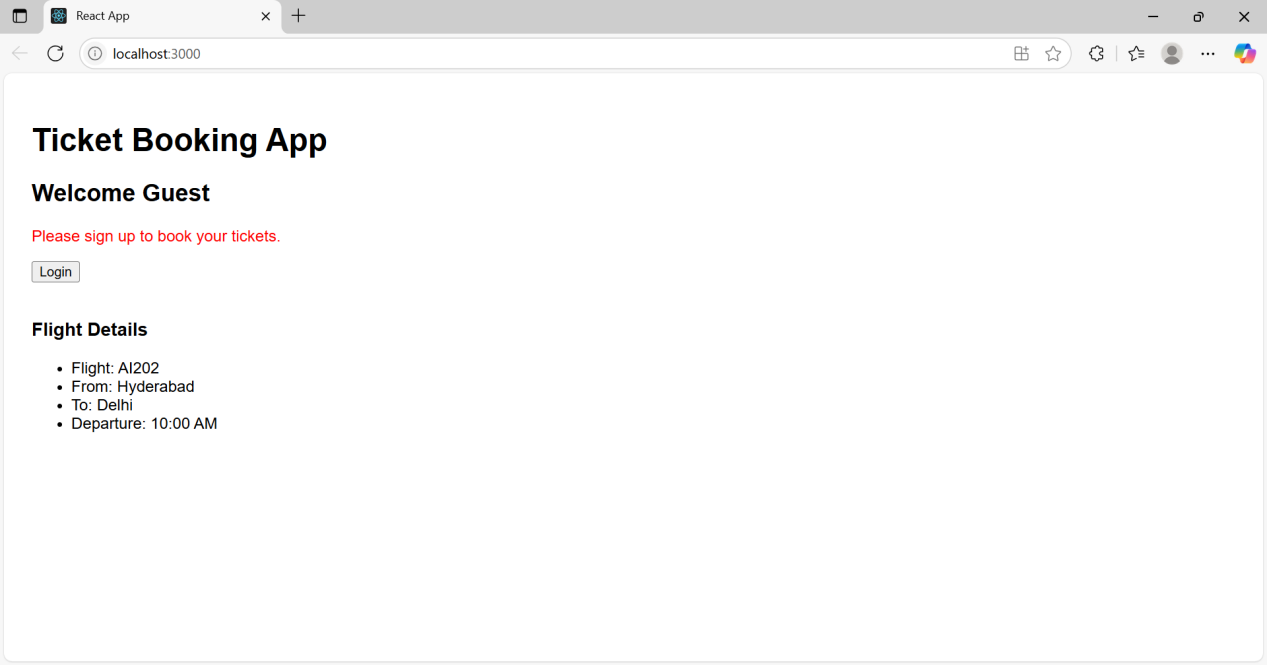 React App
localhost:3000
Ticket Booking App
Welcome Guest
Please sign up to book your tickets.
Login
Flight Details
Flight: AI202
From: Hyderabad
To: Delhi
Departure: 10:00 AM